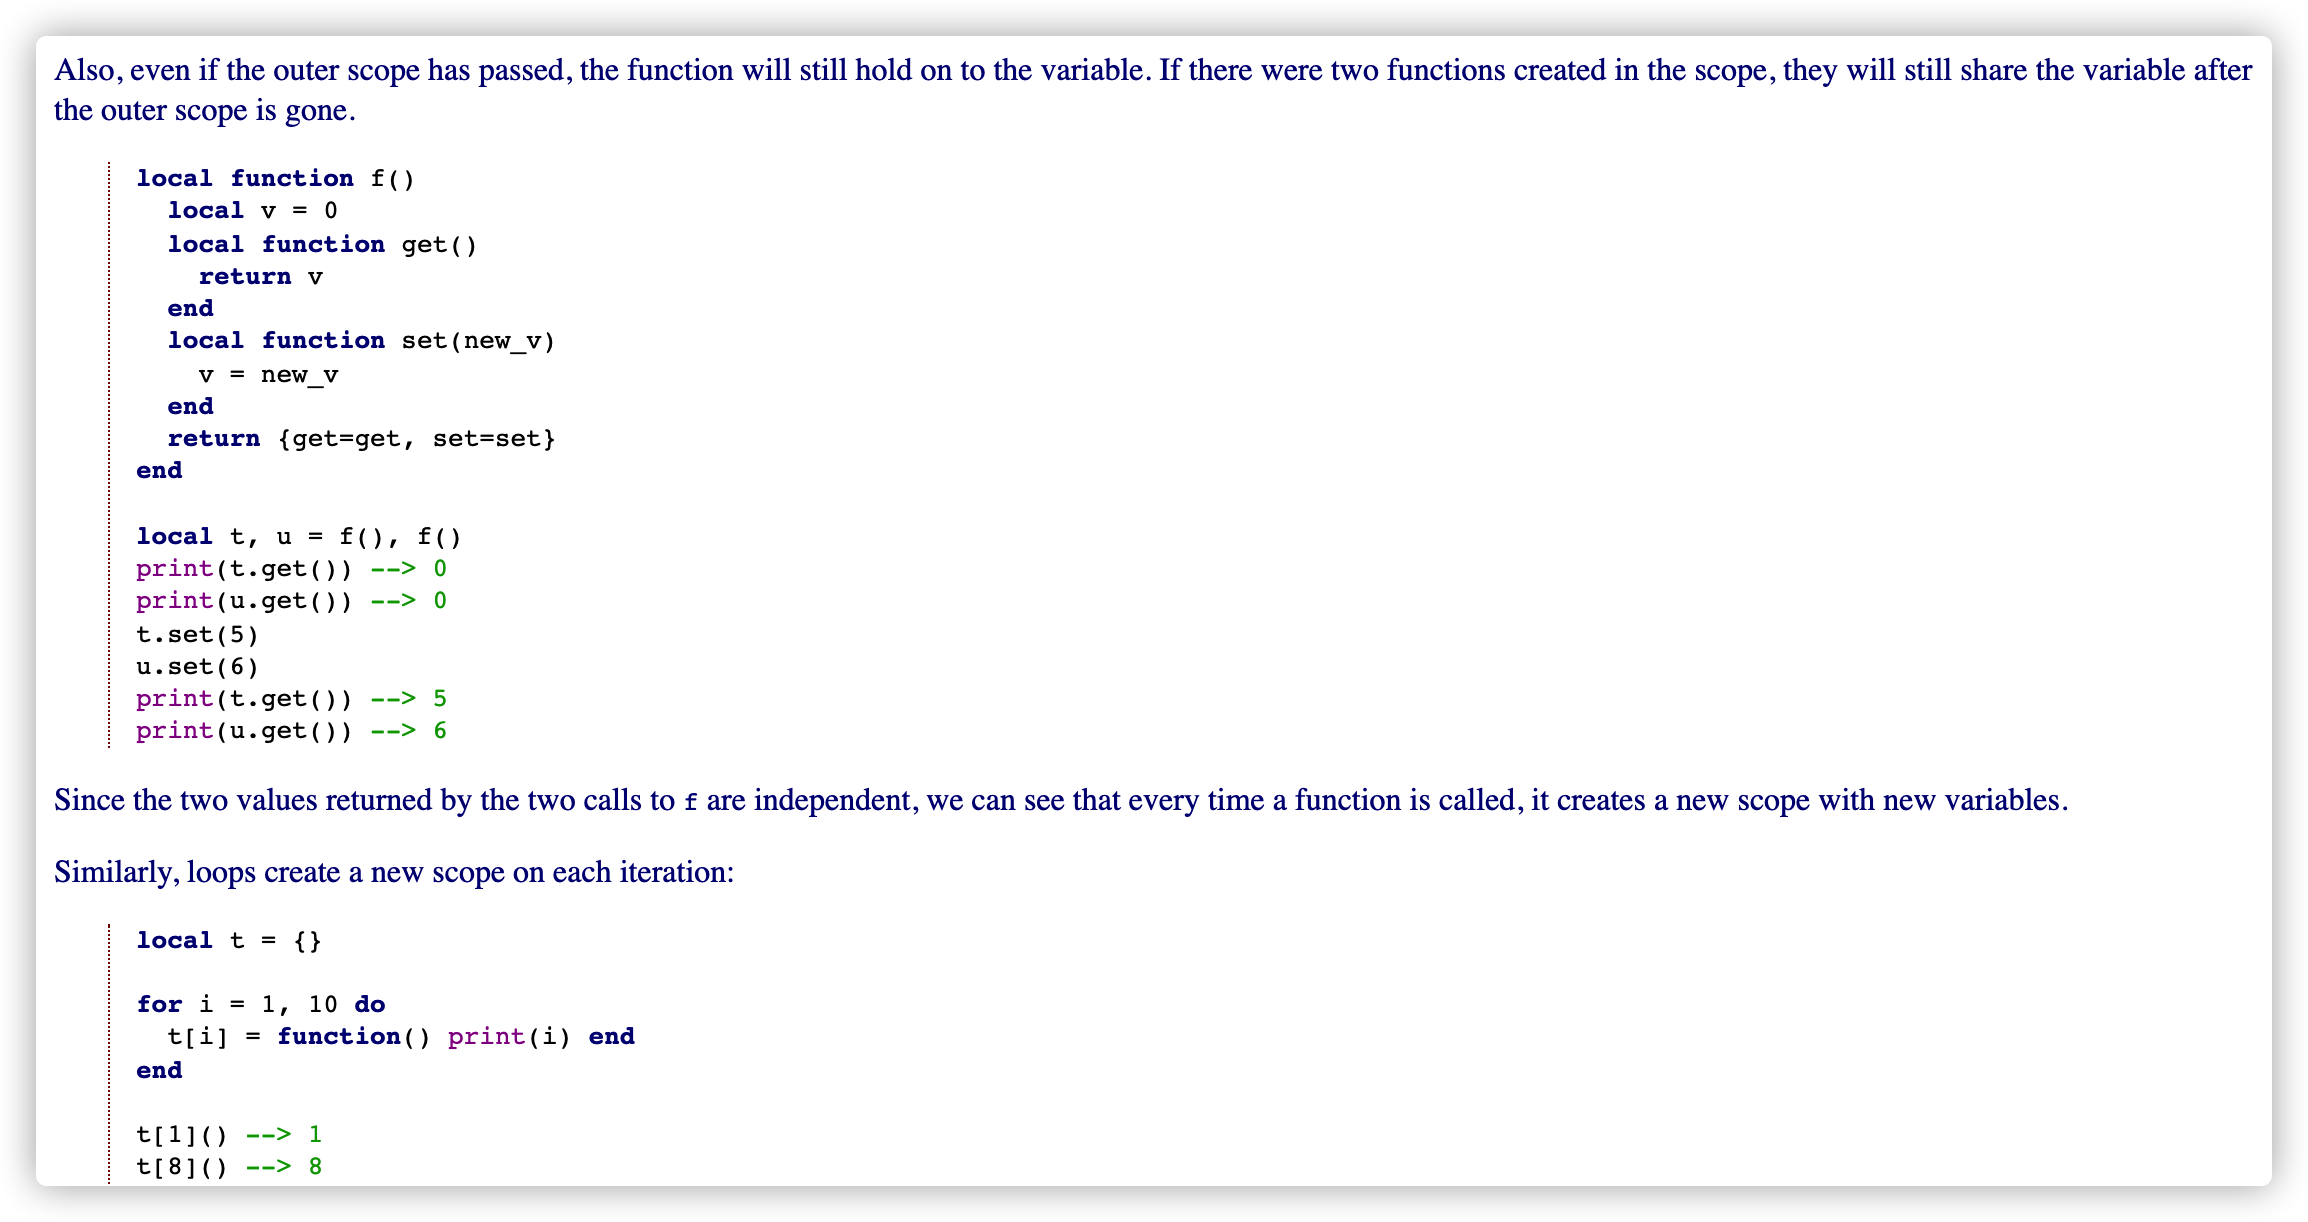 Also, even if the outer scope has passed, the function will still hold on to the variable. If there were two functions created in the scope, they will still share the variable after
the outer scope is gone.
local function f()
  local v = 0
  local function get()
    return v
  end
  local function set(new_v)
    v = new_v
  end
  return {get=get, set=set}
end
local t, u = f(), f()
print(t.get()) --> 0
print(u.get()) --> 0
t.set(5)
u.set(6)
print(t.get()) --> 5
print(u.get()) --> 6
Since the two values returned by the two calls to f are independent, we can see that every time a function is called, it creates a new scope with new variables.
Similarly, loops create a new scope on each iteration:
local t = {}
for i = 1, 10 do
  t[i] = function() print(i) end
end
t[1]() --> 1
t[8]() --> 8